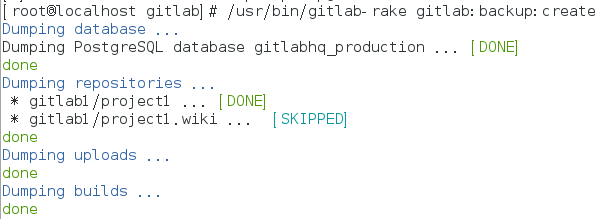 [root@localhost gitlab]# /usr/bin/gitlab-rake gitlab:backup:create
Dumping database ...
Dumping PostgreSQL database gitlabhq_production ... [DONE]
done
Dumping repositories ...
* gitlab1/project1 ... [DONE]
* gitlab1/project1.wiki ... [SKIPPED]
done
Dumping uploads ...
done
Dumping builds ...
done